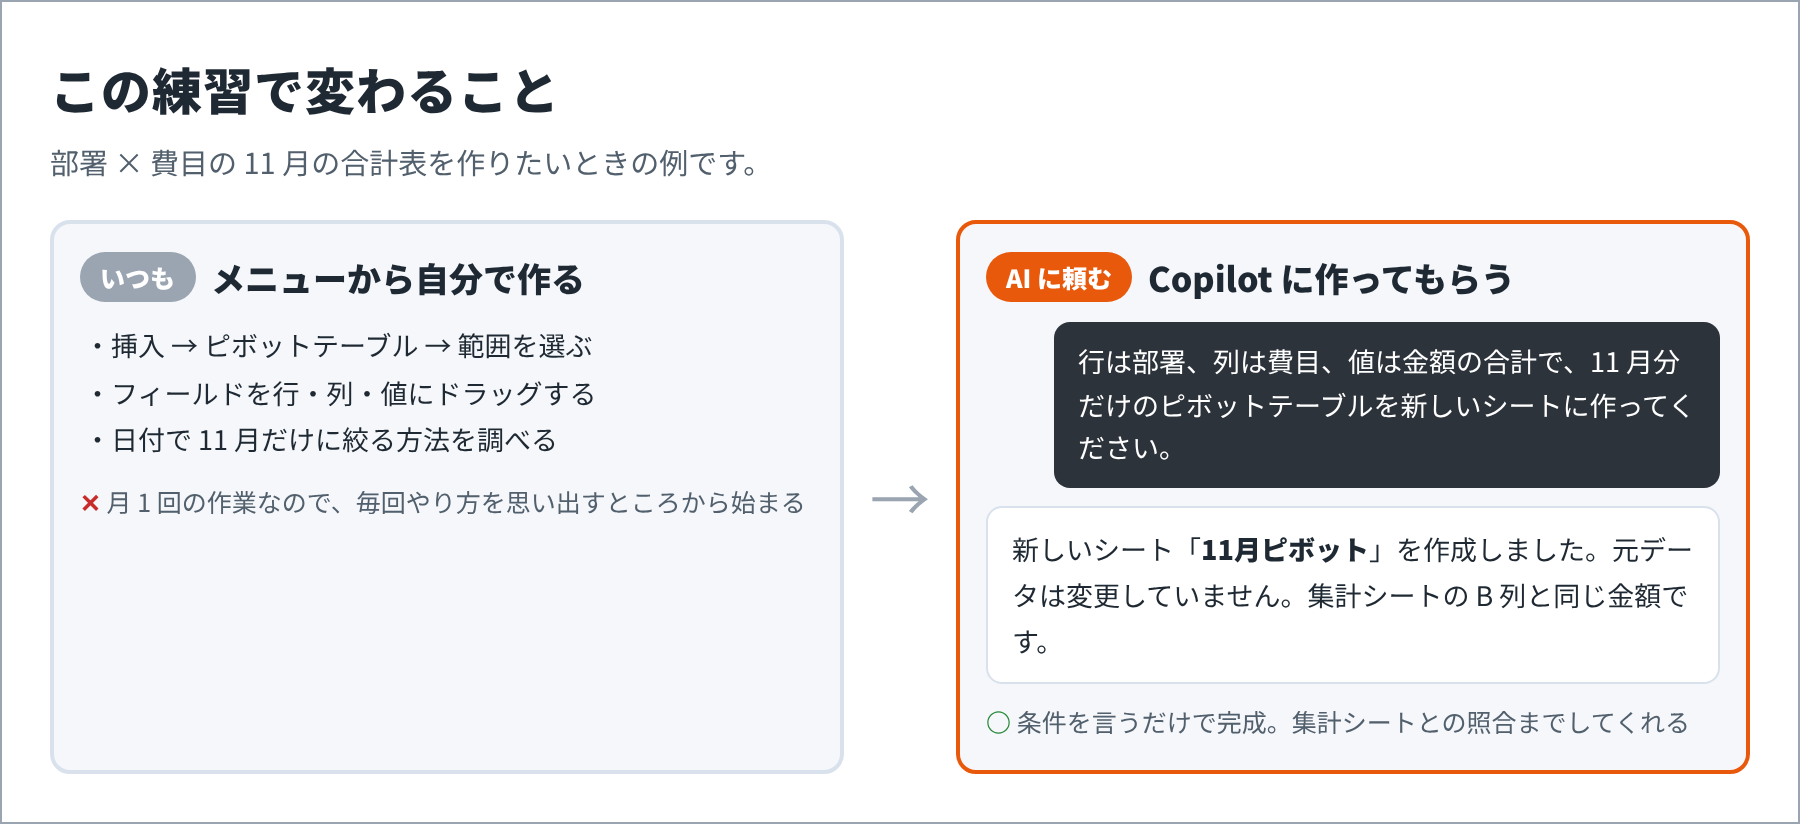 この練習で変わること
部署 × 費目の 11 月の合計表を作りたいときの例です。
いつも メニューから自分で作る
・挿入 → ピボットテーブル → 範囲を選ぶ
・フィールドを行・列・値にドラッグする
・日付で 11 月だけに絞る方法を調べる
× 月 1 回の作業なので、毎回やり方を思い出すところから始まる
→
AI に頼む Copilot に作ってもらう
行は部署、列は費目、値は金額の合計で、11 月分
だけのピボットテーブルを新しいシートに作ってく
ださい。
新しいシート「11月ピボット」を作成しました。元デー
タは変更していません。集計シートの B 列と同じ金額で
す。
○ 条件を言うだけで完成。集計シートとの照合までしてくれる